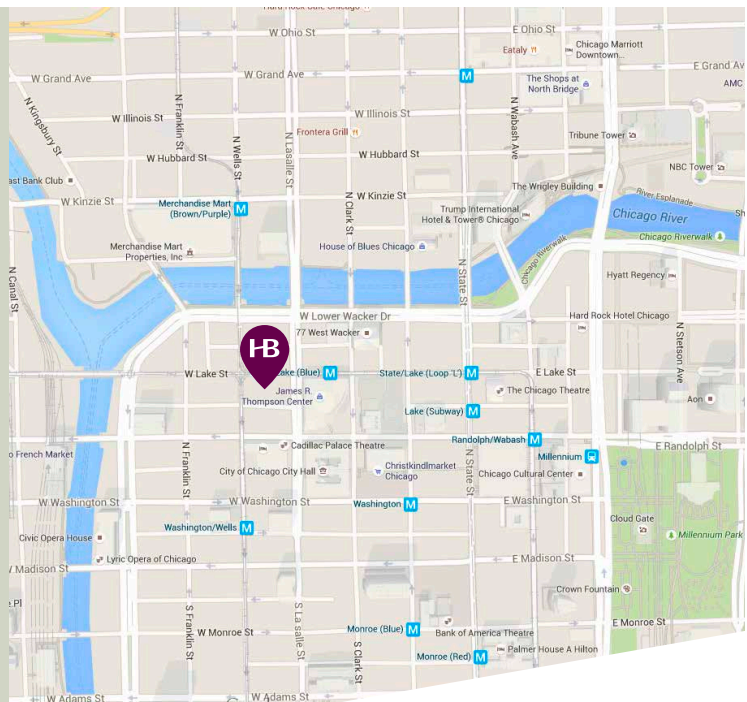 W Ohio St
E Ohio St
Eataly
Chicago Marriott
Downtown...
W Grand Ave
W Grand Ave
M
E Grand Av
The Shops at
North Bridge
AMC
N Kingsbury St
N Franklin St
N Wells St
N Lasalle St
N Wabash Ave
W Illinois St
W Illinois St
Frontera Grill
Tribune Tower
W Hubbard St
W Hubbard St
NBC Tower
ast Bank Club
The Wrigley Building
W Kinzie St
W Kinzie St
N Clark St
River Esplanade
Merchandise Mart
(Brown/Purple)
M
Trump International
Hotel & Tower® Chicago
Chicago River
Sh
Chicago Riverwalk
Merchandise Mart
Properties, Inc
House of Blues Chicago
Chicago Riverwalk
N Canal St
N State St
Hyatt Regency
W Lower Wacker Dr
Hard Rock Hotel Chicago
77 West Wacker
N Stetson Ave
HB
W Lake St
ake (Blue)
M
State/Lake (Loop 'L')
M
E Lake St
James R.
Thompson Center
The Chicago Theatre
Aon
Lake (Subway)
M
Randolph/Wabash
M
E Randolph St
Cadillac Palace Theatre
Millennium
o French Market
N Franklin St
City of Chicago City Hall
Christkindlmarket
Chicago
N State St
Chicago Cultural Center
W Washington St
W Washington St
Washington
M
E Washington St
Washington/Wells
M
Cloud Gate
Millennium Park
Civic Opera House
Lyric Opera of Chicago
E Madison St
W Madison St
Crown Fountain
e.Pl
S Franklin St
S La salle St
S Clark St
W Monroe St
Monroe (Blue)
M
Bank of America Theatre
E Monroe St
Monroe (Red)
M
Palmer House A Hilton
W Adams St
W Adams St